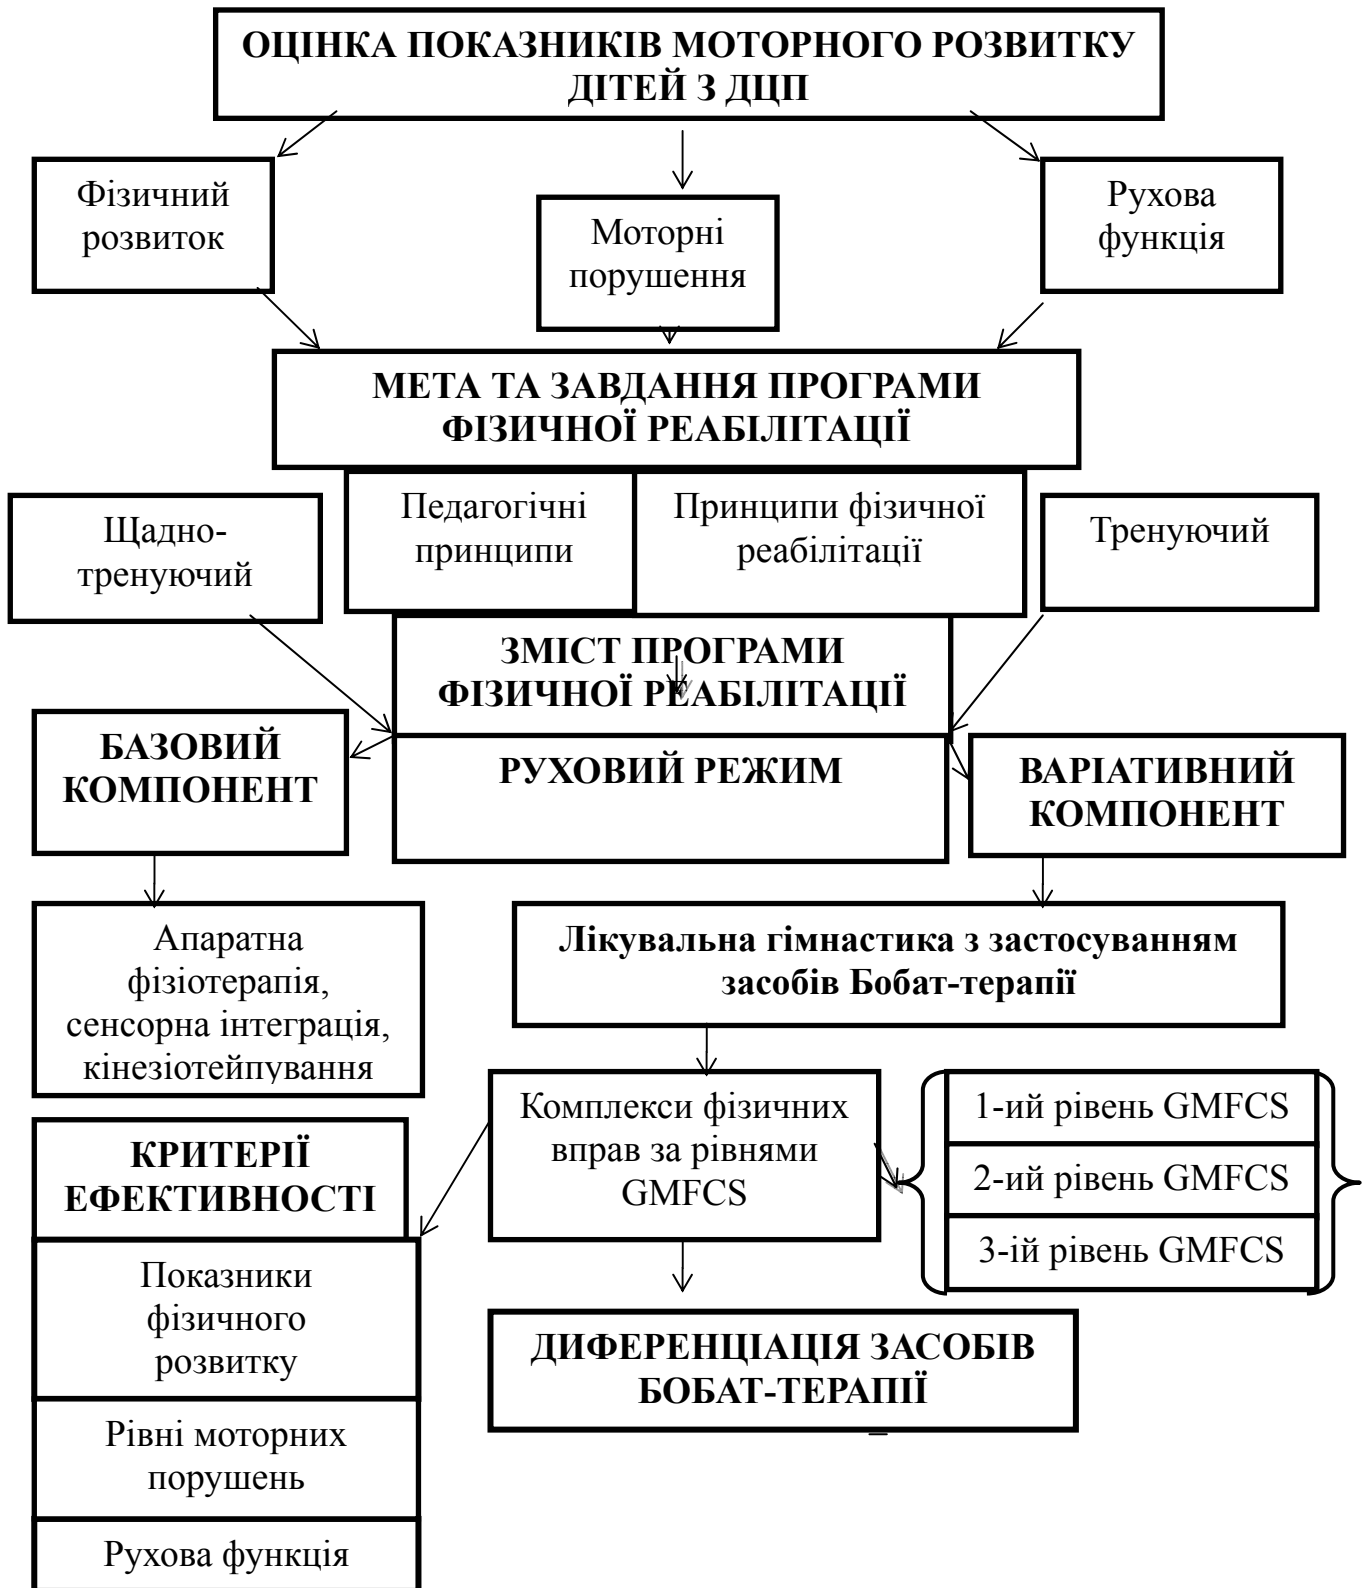 ОЦІНКА ПОКАЗНИКІВ МОТОРНОГО РОЗВИТКУ
ДІТЕЙ З ДЦП
Фізичний
розвиток
Моторні
порушення
Рухова
функція
МЕТА ТА ЗАВДАННЯ ПРОГРАМИ
ФІЗИЧНОЇ РЕАБІЛІТАЦІЇ
Щадно-
тренуючий
Педагогічні
принципи
Принципи фізичної
реабілітації
Тренуючий
ЗМІСТ ПРОГРАМИ
ФІЗИЧНОЇ РЕАБІЛІТАЦІЇ
БАЗОВИЙ
КОМПОНЕНТ
РУХОВИЙ РЕЖИМ
ВАРІАТИВНИЙ
КОМПОНЕНТ
Апаратна
фізіотерапія,
сенсорна інтеграція,
кінезіотейпування
Лікувальна гімнастика з застосуванням
засобів Бобат-терапії
Комплекси фізичних
вправ за рівнями
GMFCS
1-ий рівень GMFCS
2-ий рівень GMFCS
3-ій рівень GMFCS
КРИТЕРІЇ
ЕФЕКТИВНОСТІ
Показники
фізичного
розвитку
Рівні моторних
порушень
Рухова функція
ДИФЕРЕНЦІАЦІЯ ЗАСОБІВ
БОБАТ-ТЕРАПІЇ